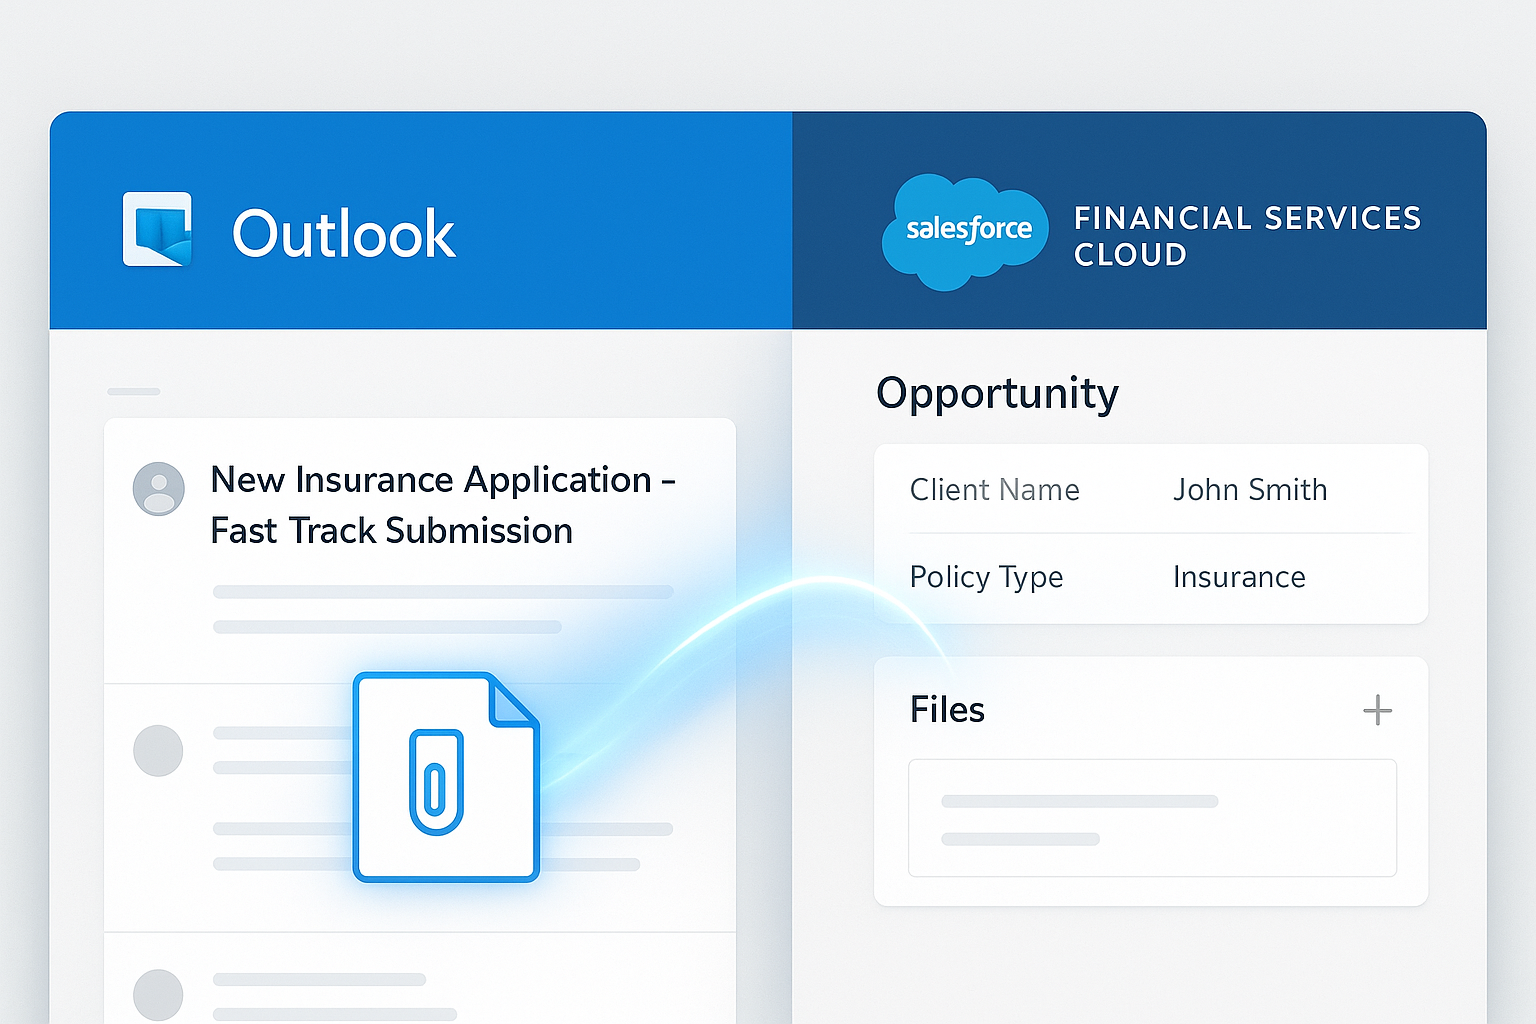 Outlook
salesforce
FINANCIAL SERVICES
CLOUD
New Insurance Application –
Fast Track Submission
Opportunity
Client Name John Smith
Policy Type Insurance
Files